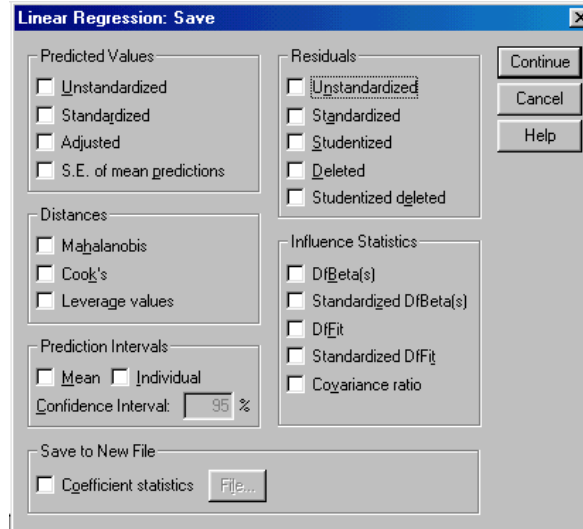 Linear Regression: Save
Predicted Values
Unstandardized
Standardized
Adjusted
S.E. of mean predictions
Distances
Mahalanobis
Cook's
Leverage values
Prediction Intervals
Mean Individual
Confidence Interval: 95 %
Save to New File
Coefficient statistics File...
Residuals
Unstandardized
Standardized
Studentized
Deleted
Studentized deleted
Influence Statistics
DfBeta(s)
Standardized DfBeta(s)
DfFit
Standardized DfFit
Covariance ratio
Continue
Cancel
Help